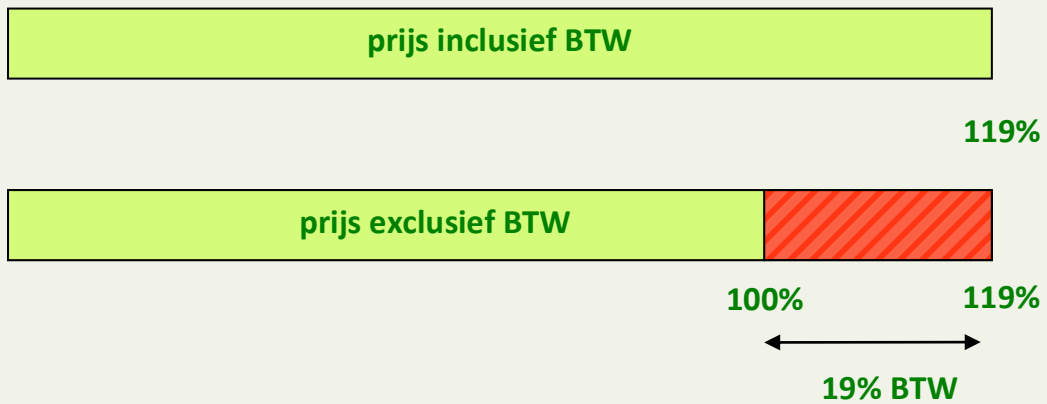 prijs inclusief BTW
119%
prijs exclusief BTW
100% 119%
19% BTW